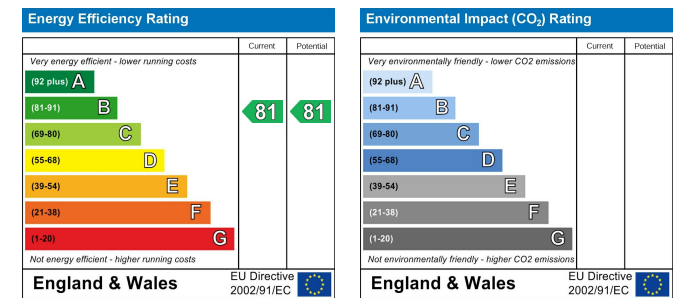 Energy Efficiency Rating
Current Potential
Very energy efficient - lower running costs
(92 plus) A
(81-91) B 81 81
(69-80) C
(55-68) D
(39-54) E
(21-38) F
(1-20) G
Not energy efficient - higher running costs
England & Wales
EU Directive
2002/91/EC
Environmental Impact (CO₂) Rating
Current Potential
Very environmentally friendly - lower CO2 emissions
(92 plus) A
(81-91) B
(69-80) C
(55-68) D
(39-54) E
(21-38) F
(1-20) G
Not environmentally friendly - higher CO2 emissions
England & Wales
EU Directive
2002/91/EC